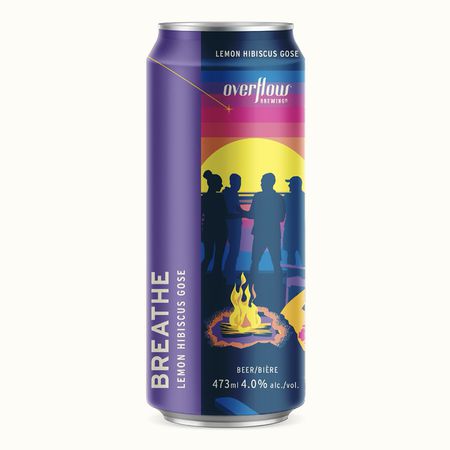 LEMON HIBISCUS GOSE
overflow
BREWING
BREATHE
LEMON HIBISCUS GOSE
BEER/BIÈRE
473ml 4.0% alc./vol.